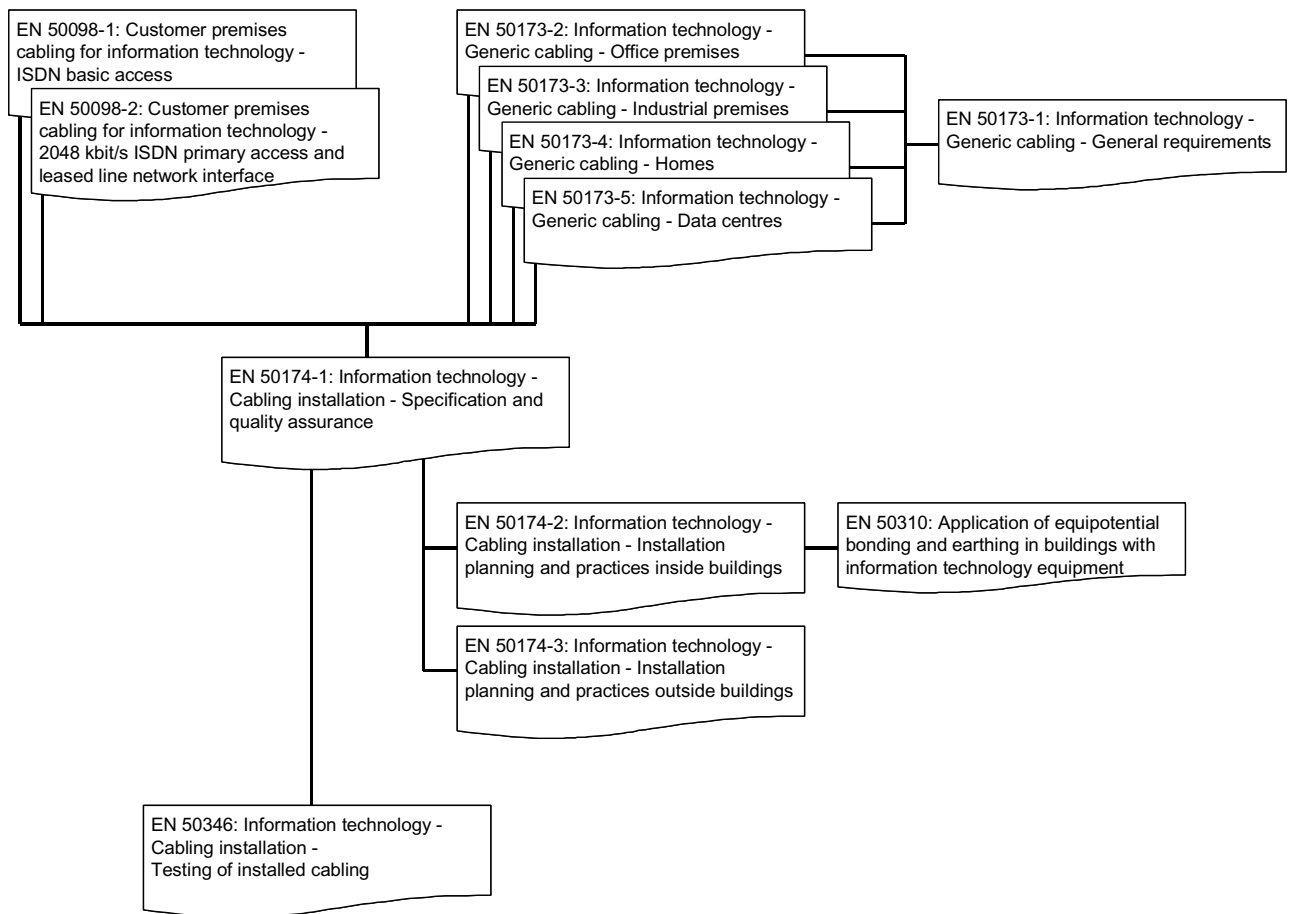 EN 50098-1: Customer premises
cabling for information technology -
ISDN basic access
EN 50098-2: Customer premises
cabling for information technology -
2048 kbit/s ISDN primary access and
leased line network interface
EN 50173-2: Information technology -
Generic cabling - Office premises
EN 50173-3: Information technology -
Generic cabling - Industrial premises
EN 50173-4: Information technology -
Generic cabling - Homes
EN 50173-5: Information technology -
Generic cabling - Data centres
EN 50173-1: Information technology -
Generic cabling - General requirements
EN 50174-1: Information technology -
Cabling installation - Specification and
quality assurance
EN 50174-2: Information technology -
Cabling installation - Installation
planning and practices inside buildings
EN 50310: Application of equipotential
bonding and earthing in buildings with
information technology equipment
EN 50174-3: Information technology -
Cabling installation - Installation
planning and practices outside buildings
EN 50346: Information technology -
Cabling installation -
Testing of installed cabling